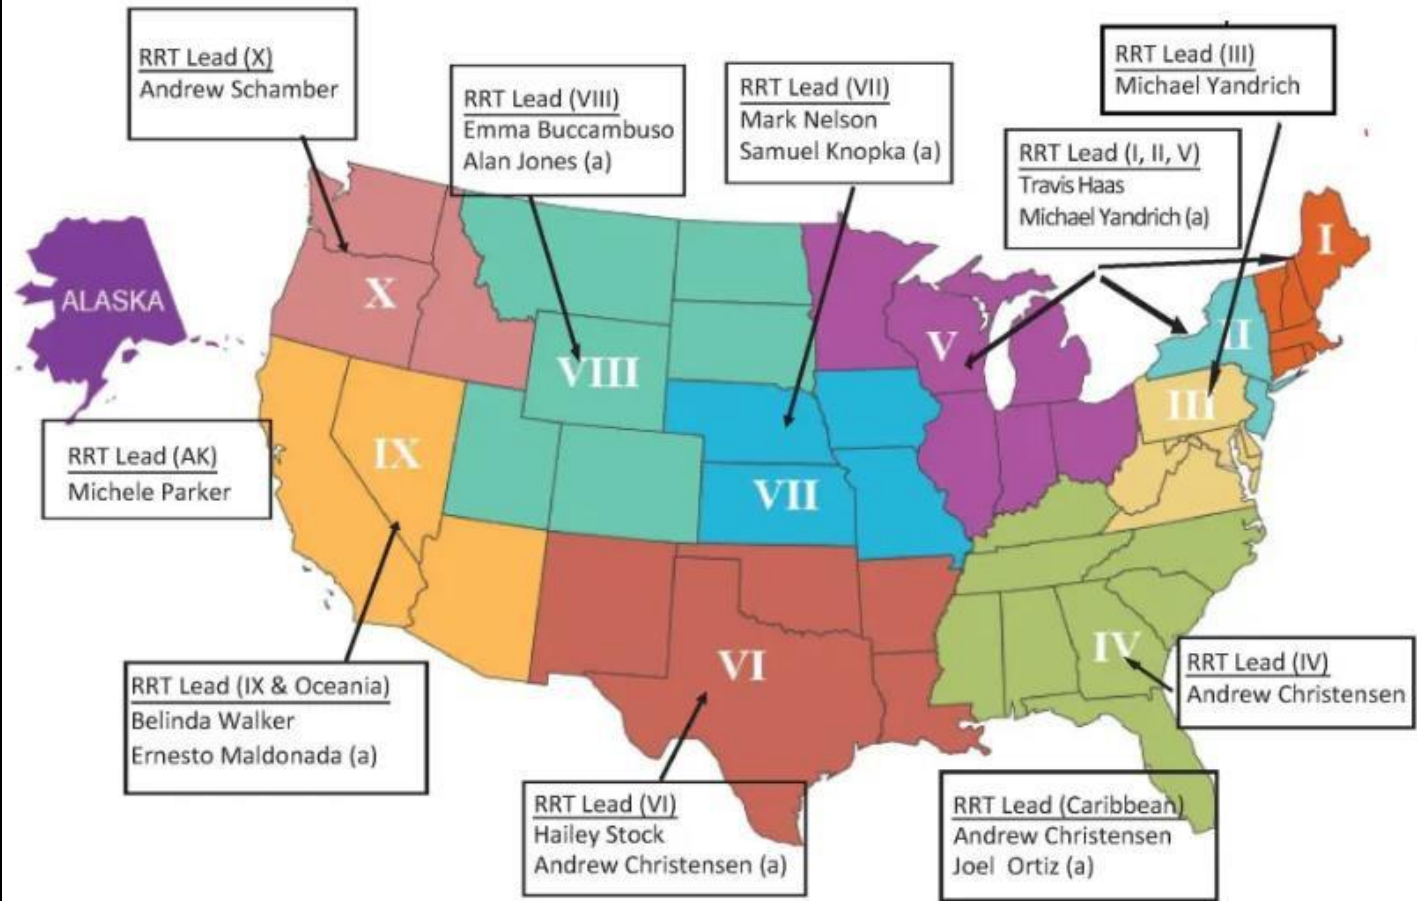 RRT Lead (X)
Andrew Schamber
RRT Lead (VIII)
Emma Buccambuso
Alan Jones (a)
RRT Lead (VII)
Mark Nelson
Samuel Knopka (a)
RRT Lead (III)
Michael Yandrich
RRT Lead (I, II, V)
Travis Haas
Michael Yandrich (a)
I
ALASKA
X
II
V
VIII
III
IX
VII
RRT Lead (AK)
Michele Parker
IV
VI
RRT Lead (IV)
Andrew Christensen
RRT Lead (IX & Oceania)
Belinda Walker
Ernesto Maldonada (a)
RRT Lead (VI)
Hailey Stock
Andrew Christensen (a)
RRT Lead (Caribbean)
Andrew Christensen
Joel Ortiz (a)